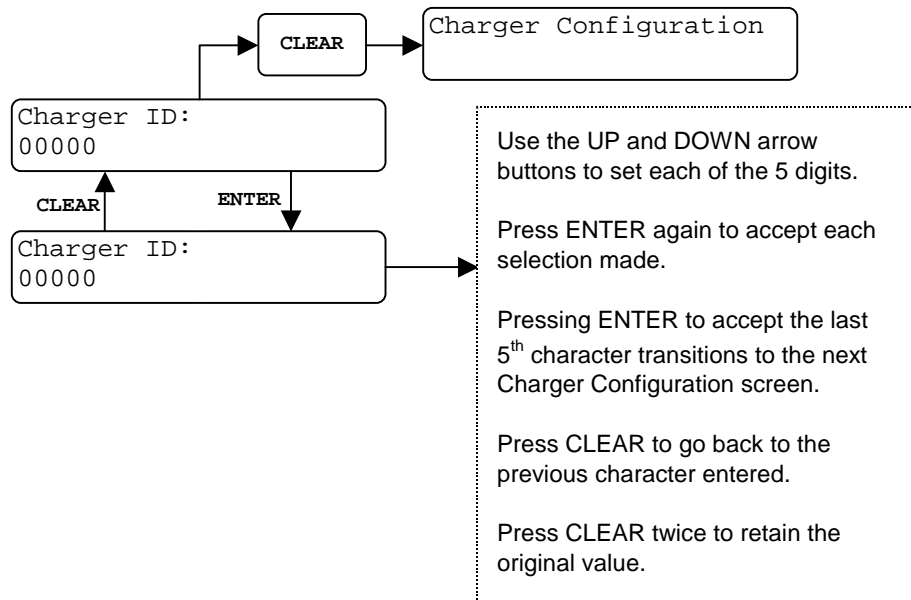 CLEAR
Charger Configuration
Charger ID:
00000
CLEAR
ENTER
Charger ID:
00000
Use the UP and DOWN arrow
buttons to set each of the 5 digits.
Press ENTER again to accept each
selection made.
Pressing ENTER to accept the last
5th character transitions to the next
Charger Configuration screen.
Press CLEAR to go back to the
previous character entered.
Press CLEAR twice to retain the
original value.